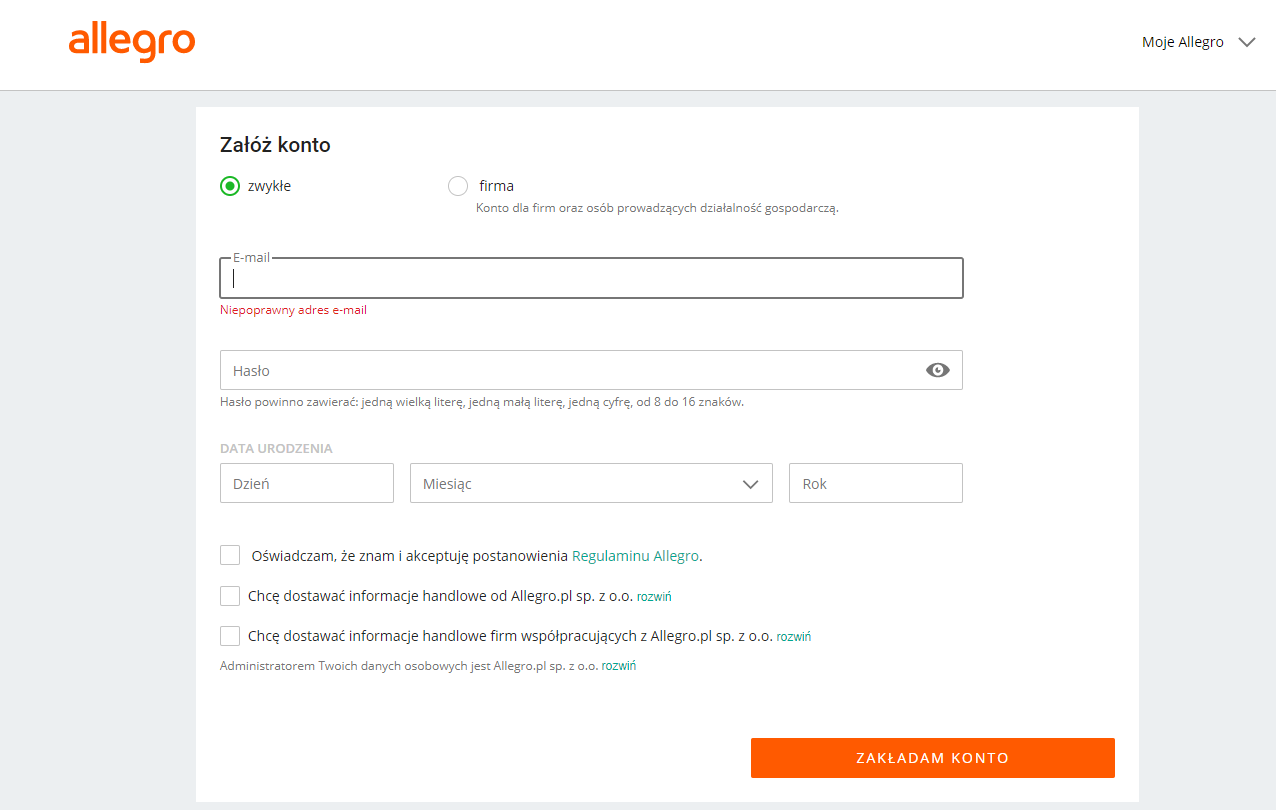 allegro
Moje Allegro
Załóż konto
zwykłe
firma
Konto dla firm oraz osób prowadzących działalność gospodarczą.
E-mail
Niepoprawny adres e-mail
Hasło
Hasło powinno zawierać: jedną wielką literę, jedną małą literę, jedną cyfrę, od 8 do 16 znaków.
DATA URODZENIA
Dzień
Miesiąc
Rok
Oświadczam, że znam i akceptuję postanowienia Regulaminu Allegro.
Chcę dostawać informacje handlowe od Allegro.pl sp. z o.o. rozwiń
Chcę dostawać informacje handlowe firm współpracujących z Allegro.pl sp. z o.o. rozwiń
Administratorem Twoich danych osobowych jest Allegro.pl sp. z o.o. rozwiń
ZAKŁADAM KONTO